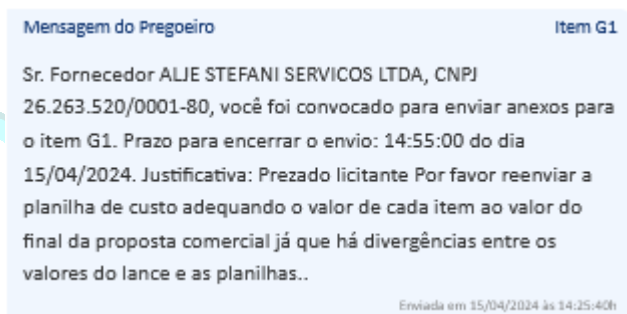 Mensagem do Pregoeiro Item G1
Sr. Fornecedor ALJE STEFANI SERVICOS LTDA, CNPJ
26.263.520/0001-80, você foi convocado para enviar anexos para
o item G1. Prazo para encerrar o envio: 14:55:00 do dia
15/04/2024. Justificativa: Prezado licitante Por favor reenviar a
planilha de custo adequando o valor de cada item ao valor do
final da proposta comercial já que há divergências entre os
valores do lance e as planilhas..
Enviada em 15/04/2024 às 14:25:40h